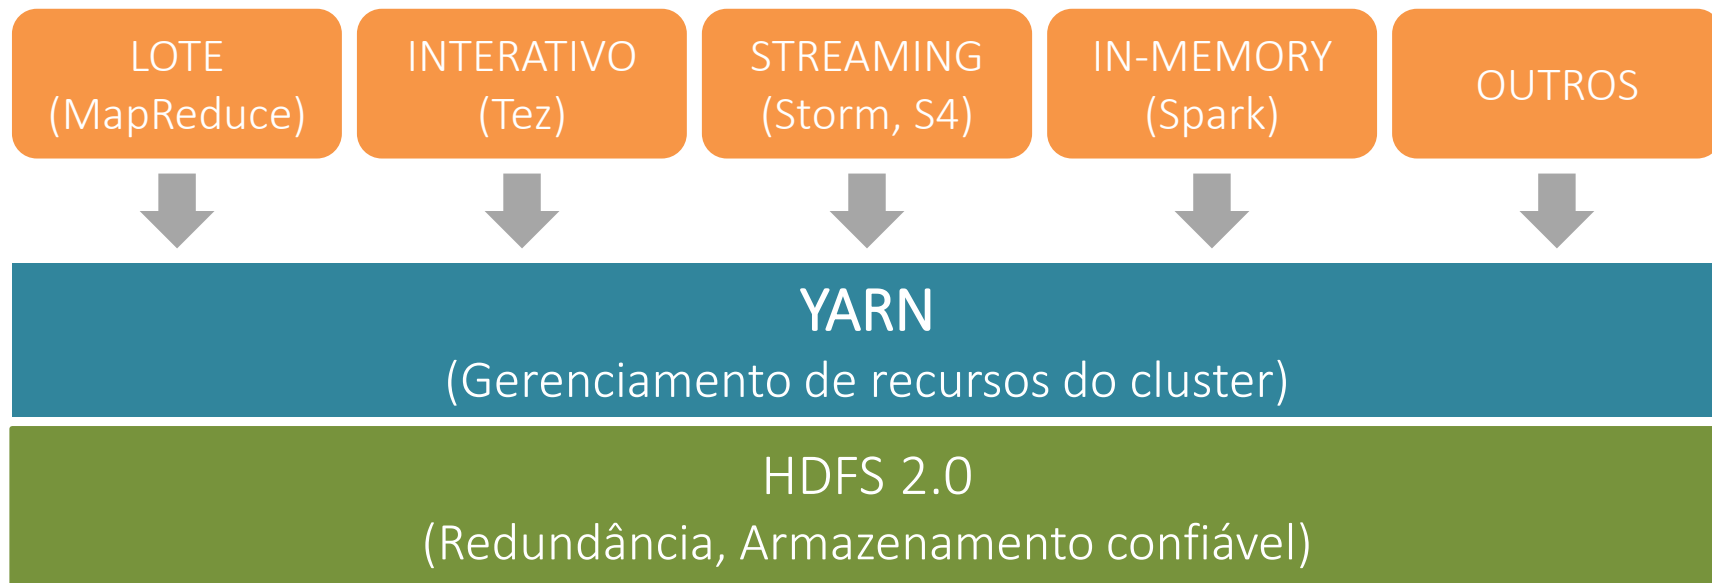 LOTE
(MapReduce)
INTERATIVO
(Tez)
STREAMING
(Storm, S4)
IN-MEMORY
(Spark)
OUTROS
YARN
(Gerenciamento de recursos do cluster)
HDFS 2.0
(Redundância, Armazenamento confiável)